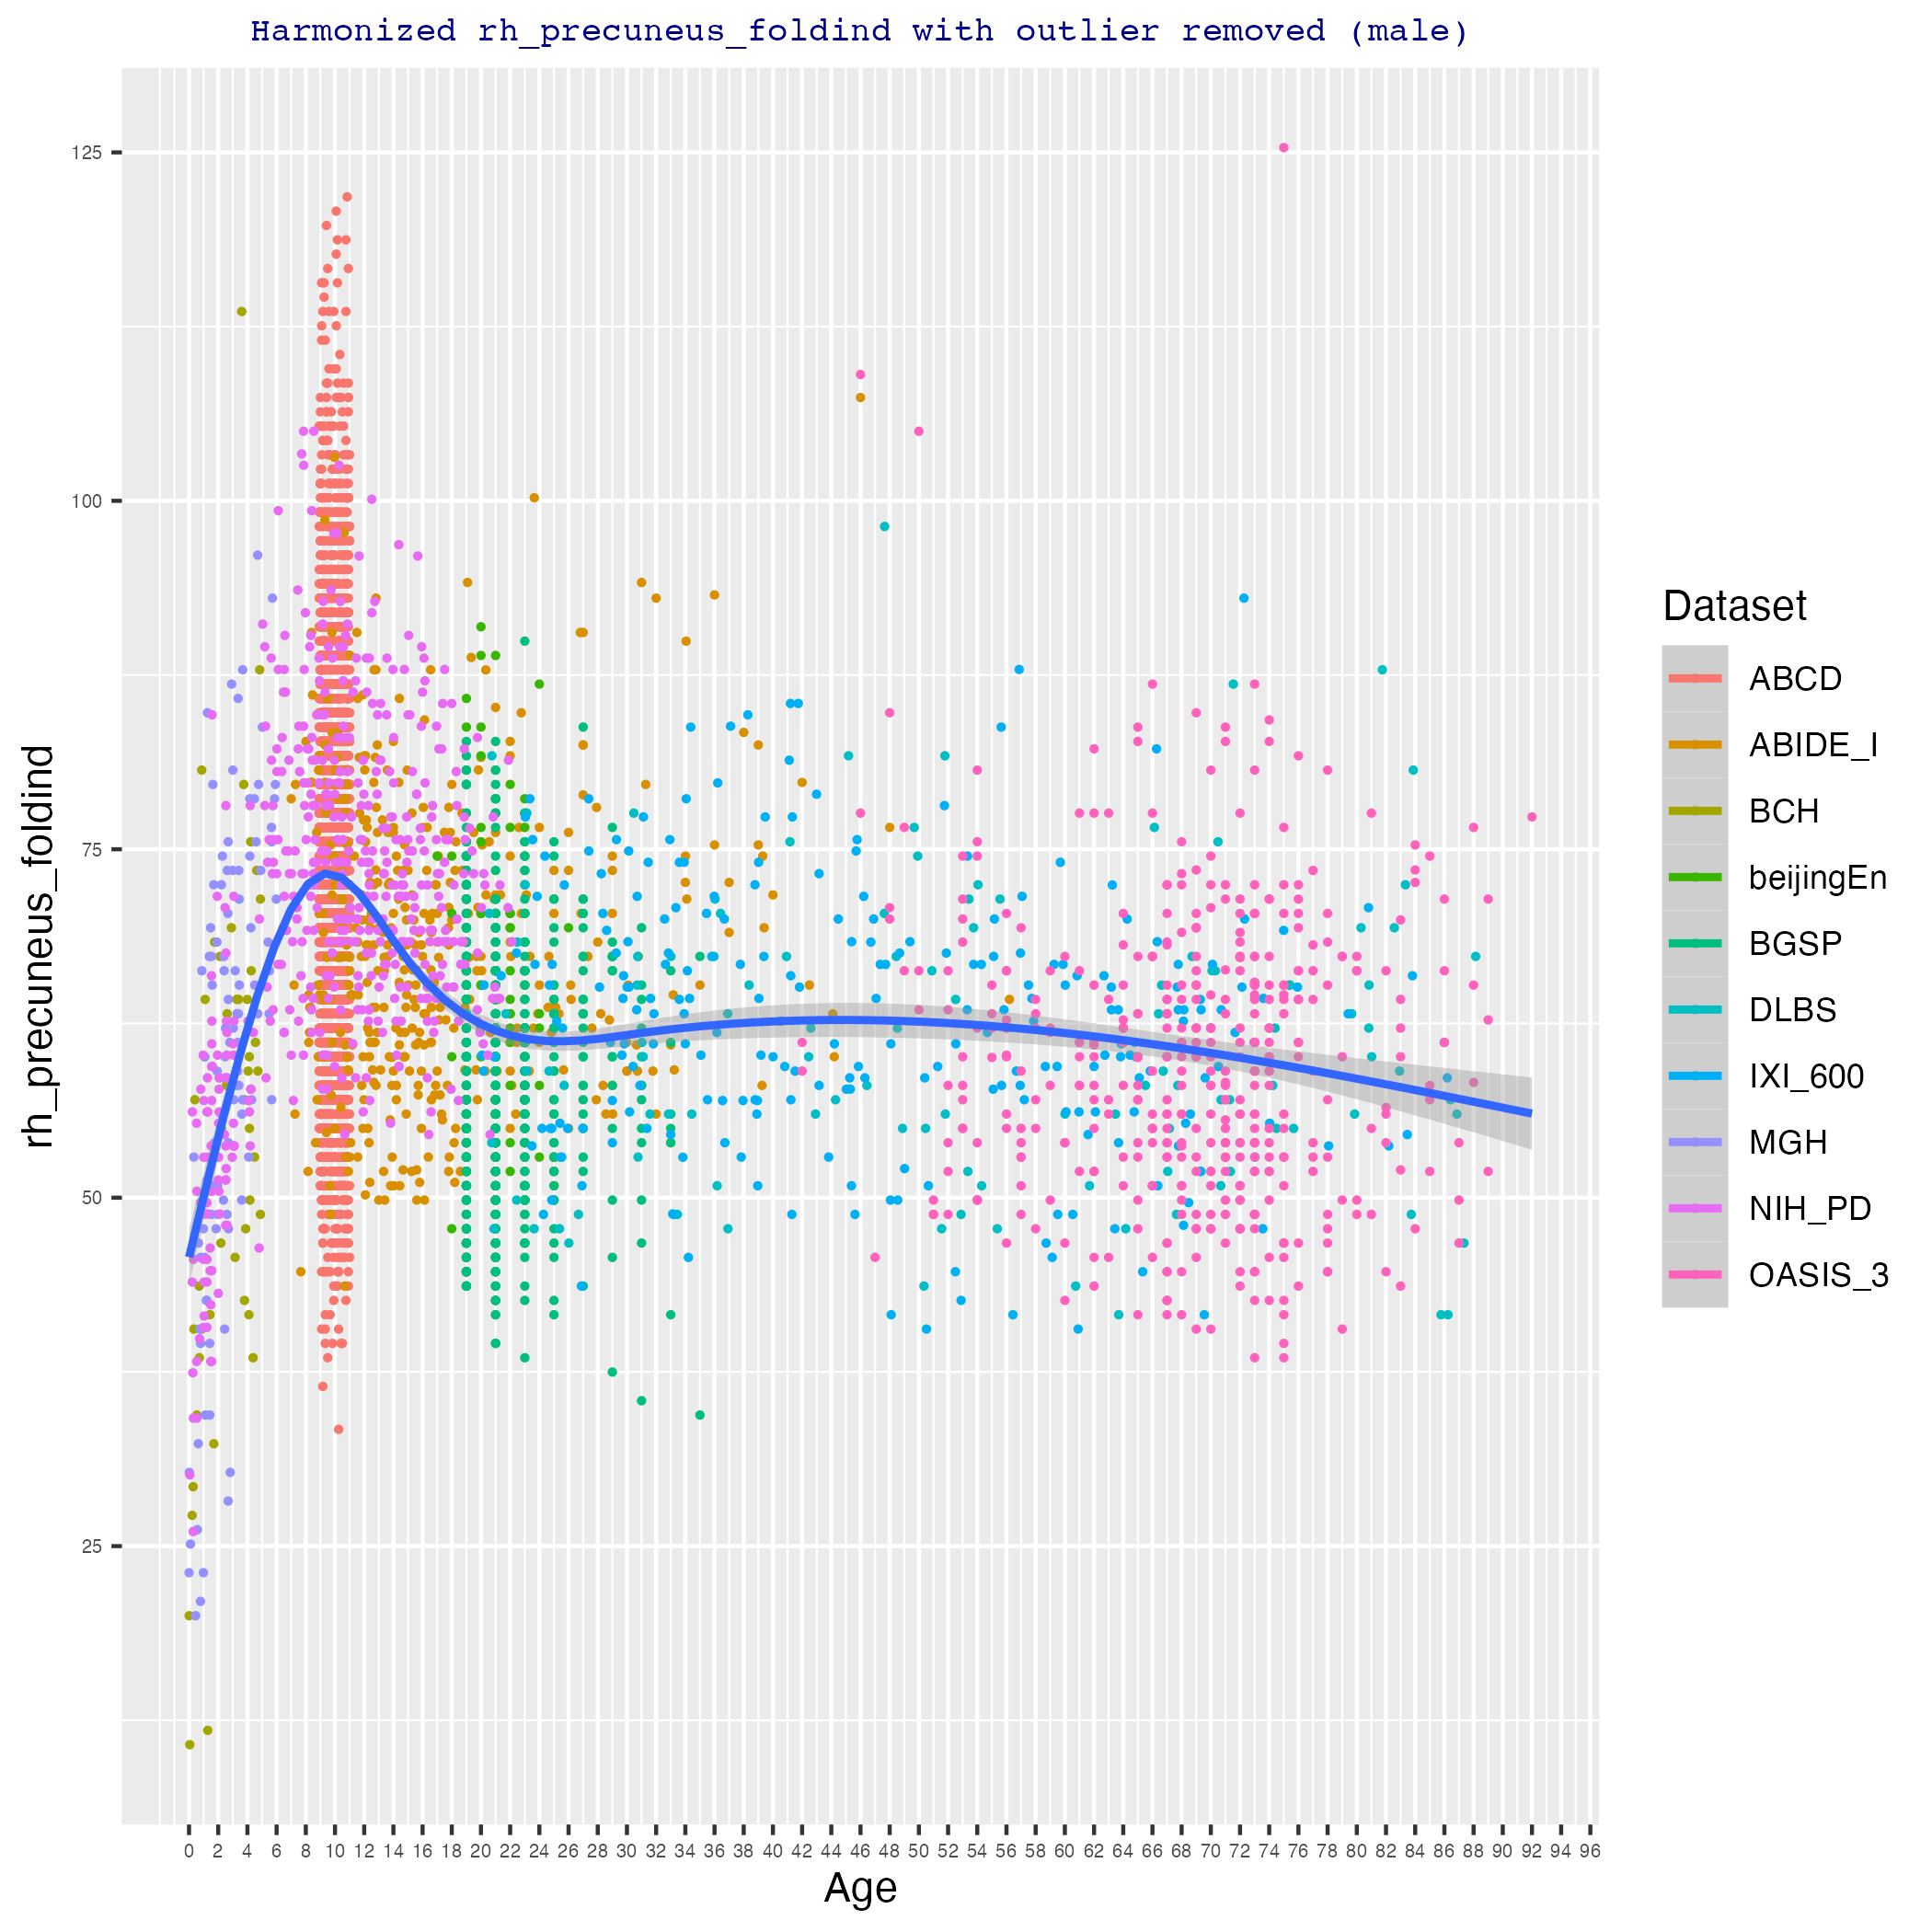 Harmonized rh_precuneus_foldind with outlier removed (male)
rh_precuneus_foldind
125
100
75
50
25
0 2 4 6 8 10 12 14 16 18 20 22 24 26 28 30 32 34 36 38 40 42 44 46 48 50 52 54 56 58 60 62 64 66 68 70 72 74 76 78 80 82 84 86 88 90 92 94 96
Age
Dataset
ABCD
ABIDE_I
BCH
beijingEn
BGSP
DLBS
IXI_600
MGH
NIH_PD
OASIS_3